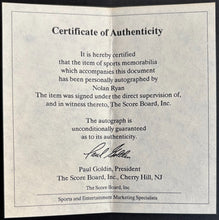 Certificate of Authenticity
It is hereby certified
that the item of sports memorabilia
which accompanies this document
has been personally autographed by
Nolan Ryan
The item was signed under the direct supervision of,
and in witness thereto, The Score Board, Inc.
The autograph is
unconditionally guaranteed
as to its authenticity.
Paul Goldin
Paul Goldin, President
The Score Board, Inc., Cherry Hill, NJ
The Score Board, Inc
Sports and Entertainment Marketing Specialists